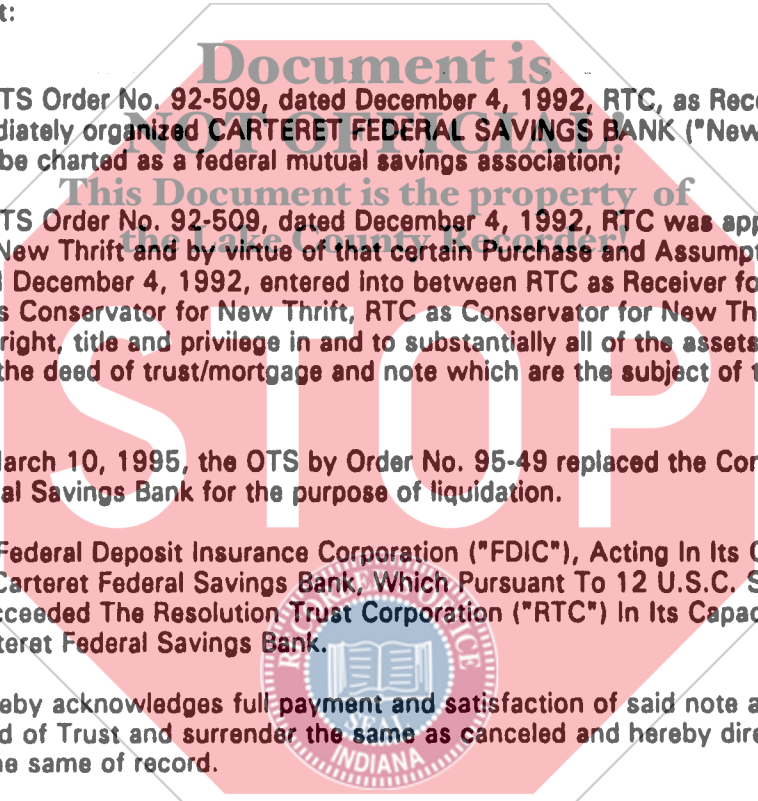 t:
Document is
TS Order No. 92-509, dated December 4, 1992, RTC, as Rece
diately organized CARTERET FEDERAL SAVINGS BANK ("New
NOT OFFICIAL!
be charted as a federal mutual savings association;
This Document is the property of
TS Order No. 92-509, dated December 4, 1992, RTC was app
the Lake County Recorder!
New Thrift and by virtue of that certain Purchase and Assumpt
December 4, 1992, entered into between RTC as Receiver fo
s Conservator for New Thrift, RTC as Conservator for New Th
right, title and privilege in and to substantially all of the assets
the deed of trust/mortgage and note which are the subject of t
STOP
March 10, 1995, the OTS by Order No. 95-49 replaced the Con
al Savings Bank for the purpose of liquidation.
Federal Deposit Insurance Corporation ("FDIC"), Acting In Its C
Carteret Federal Savings Bank, Which Pursuant To 12 U.S.C. S
cceeded The Resolution Trust Corporation ("RTC") In Its Capac
teret Federal Savings Bank.
eby acknowledges full payment and satisfaction of said note a
d of Trust and surrender the same as canceled and hereby dire
he same of record.
SEAL
INDIANA